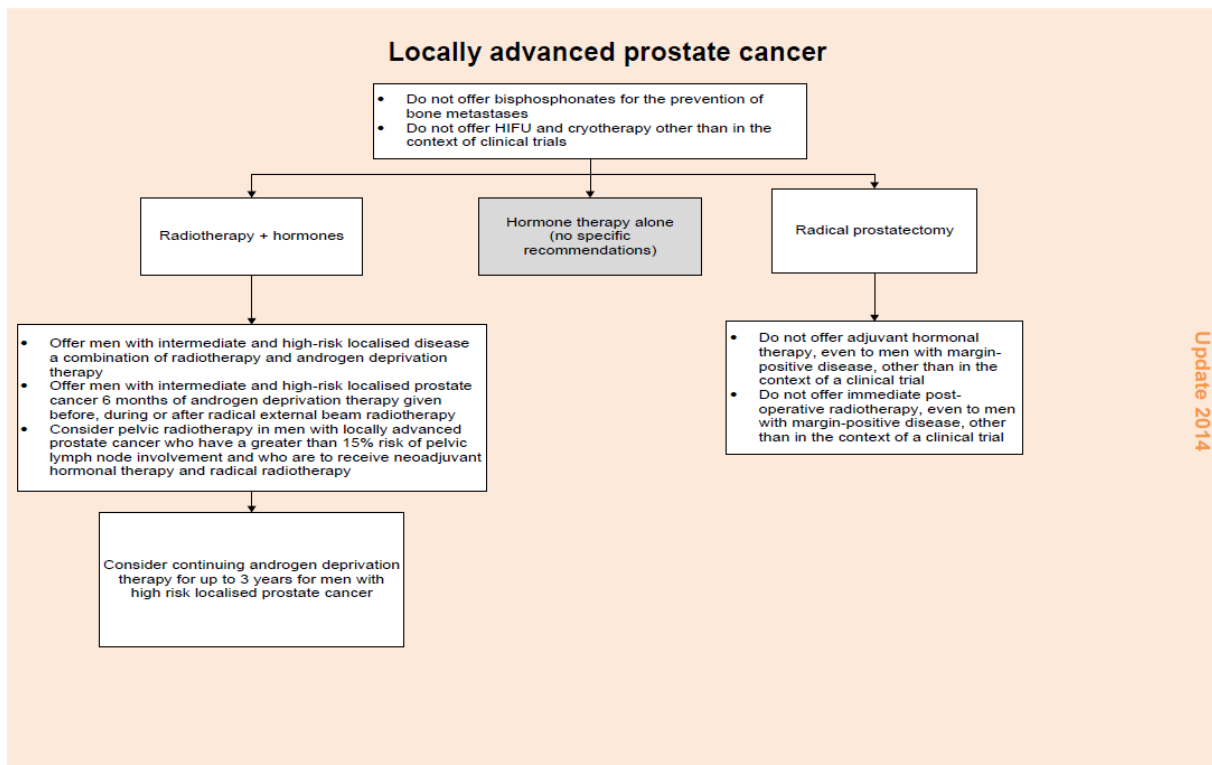 Locally advanced prostate cancer
• Do not offer bisphosphonates for the prevention of
bone metastases
• Do not offer HIFU and cryotherapy other than in the
context of clinical trials
Radiotherapy + hormones
Hormone therapy alone
(no specific
recommendations)
Radical prostatectomy
• Offer men with intermediate and high-risk localised disease
a combination of radiotherapy and androgen deprivation
therapy
• Offer men with intermediate and high-risk localised prostate
cancer 6 months of androgen deprivation therapy given
before, during or after radical external beam radiotherapy
• Consider pelvic radiotherapy in men with locally advanced
prostate cancer who have a greater than 15% risk of pelvic
lymph node involvement and who are to receive neoadjuvant
hormonal therapy and radical radiotherapy
• Do not offer adjuvant hormonal
therapy, even to men with margin-
positive disease, other than in the
context of a clinical trial
• Do not offer immediate post-
operative radiotherapy, even to men
with margin-positive disease, other
than in the context of a clinical trial
Consider continuing androgen deprivation
therapy for up to 3 years for men with
high risk localised prostate cancer
Update 2014